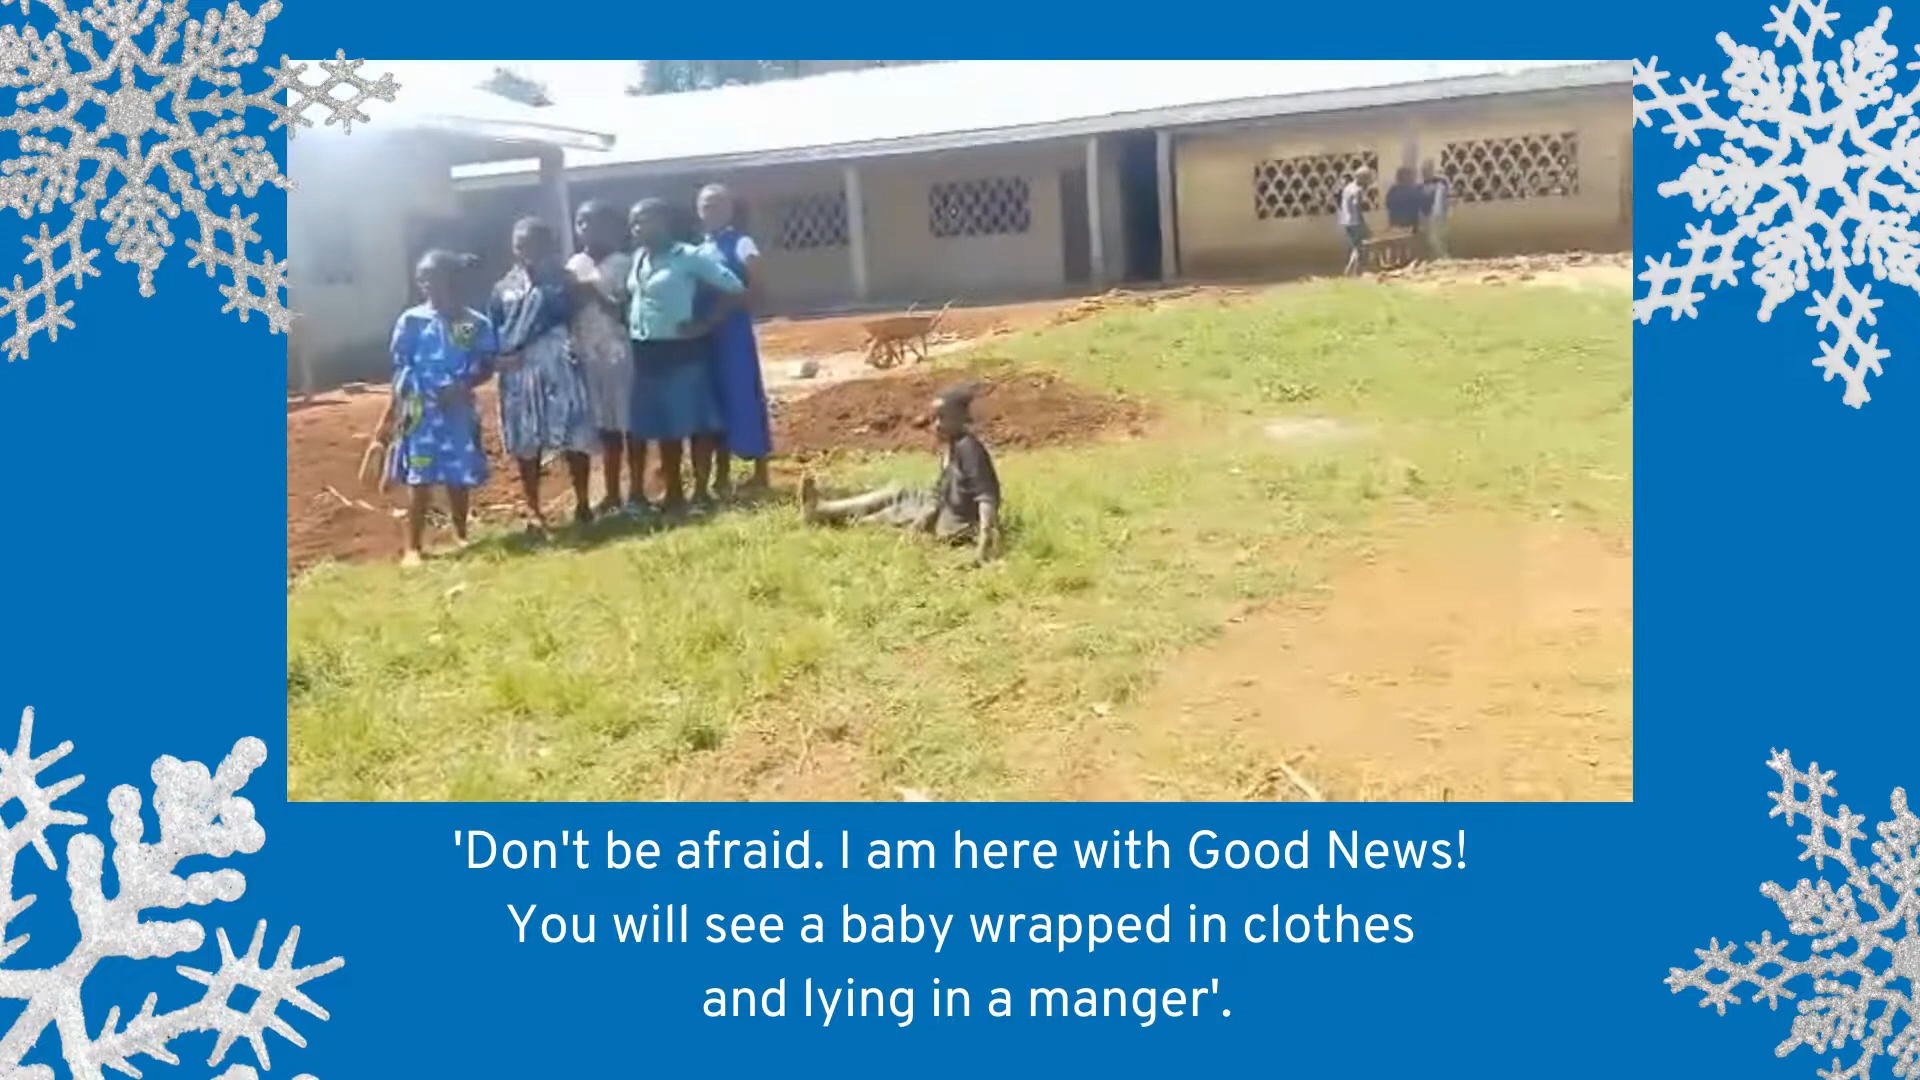 'Don't be afraid. I am here with Good News!
You will see a baby wrapped in clothes
and lying in a manger'.